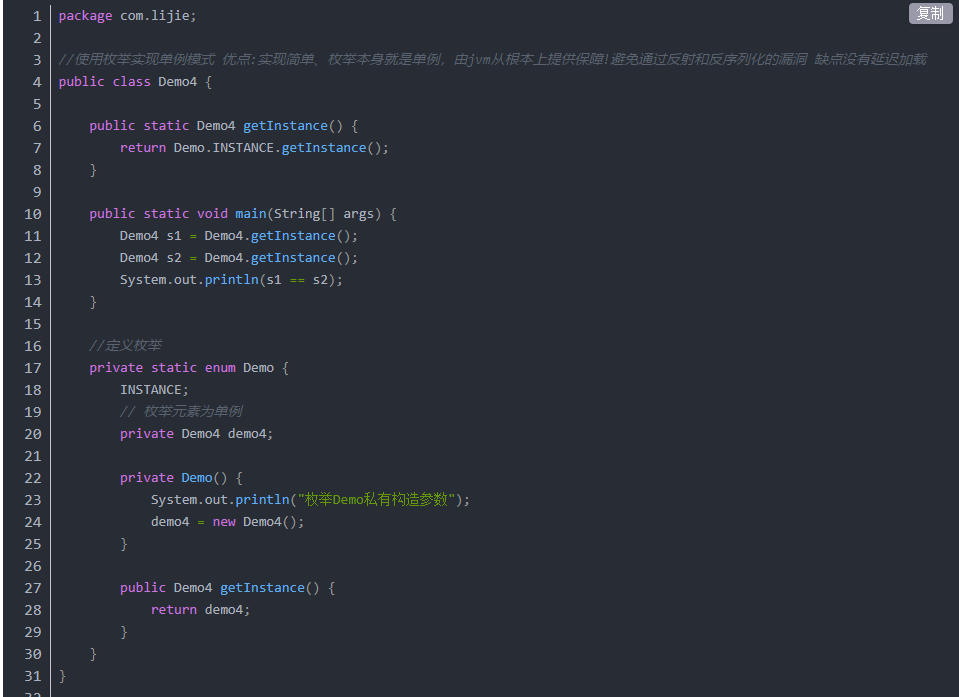 复制
1 package com.lijie;
2
3 //使用枚举实现单例模式 优点:实现简单、枚举本身就是单例，由jvm从根本上提供保障!避免通过反射和反序列化的漏洞 缺点没有延迟加载
4 public class Demo4 {
5
6     public static Demo4 getInstance() {
7         return Demo.INSTANCE.getInstance();
8     }
9
10     public static void main(String[] args) {
11         Demo4 s1 = Demo4.getInstance();
12         Demo4 s2 = Demo4.getInstance();
13         System.out.println(s1 == s2);
14     }
15
16     //定义枚举
17     private static enum Demo {
18         INSTANCE;
19         // 枚举元素为单例
20         private Demo4 demo4;
21
22         private Demo() {
23             System.out.println("枚举Demo私有构造参数");
24             demo4 = new Demo4();
25         }
26
27         public Demo4 getInstance() {
28             return demo4;
29         }
30     }
31 }
32